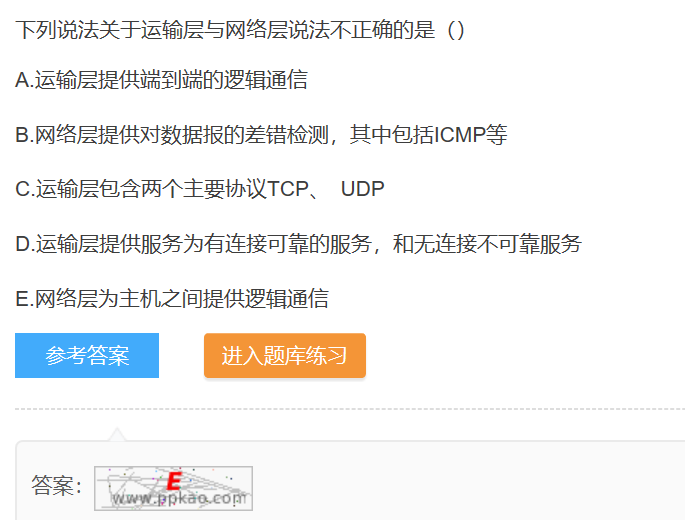 下列说法关于运输层与网络层说法不正确的是（）
A.运输层提供端到端的逻辑通信
B.网络层提供对数据报的差错检测，其中包括ICMP等
C.运输层包含两个主要协议TCP、 UDP
D.运输层提供服务为有连接可靠的服务，和无连接不可靠服务
E.网络层为主机之间提供逻辑通信
参考答案 进入题库练习
答案： E
www.ppkao.com